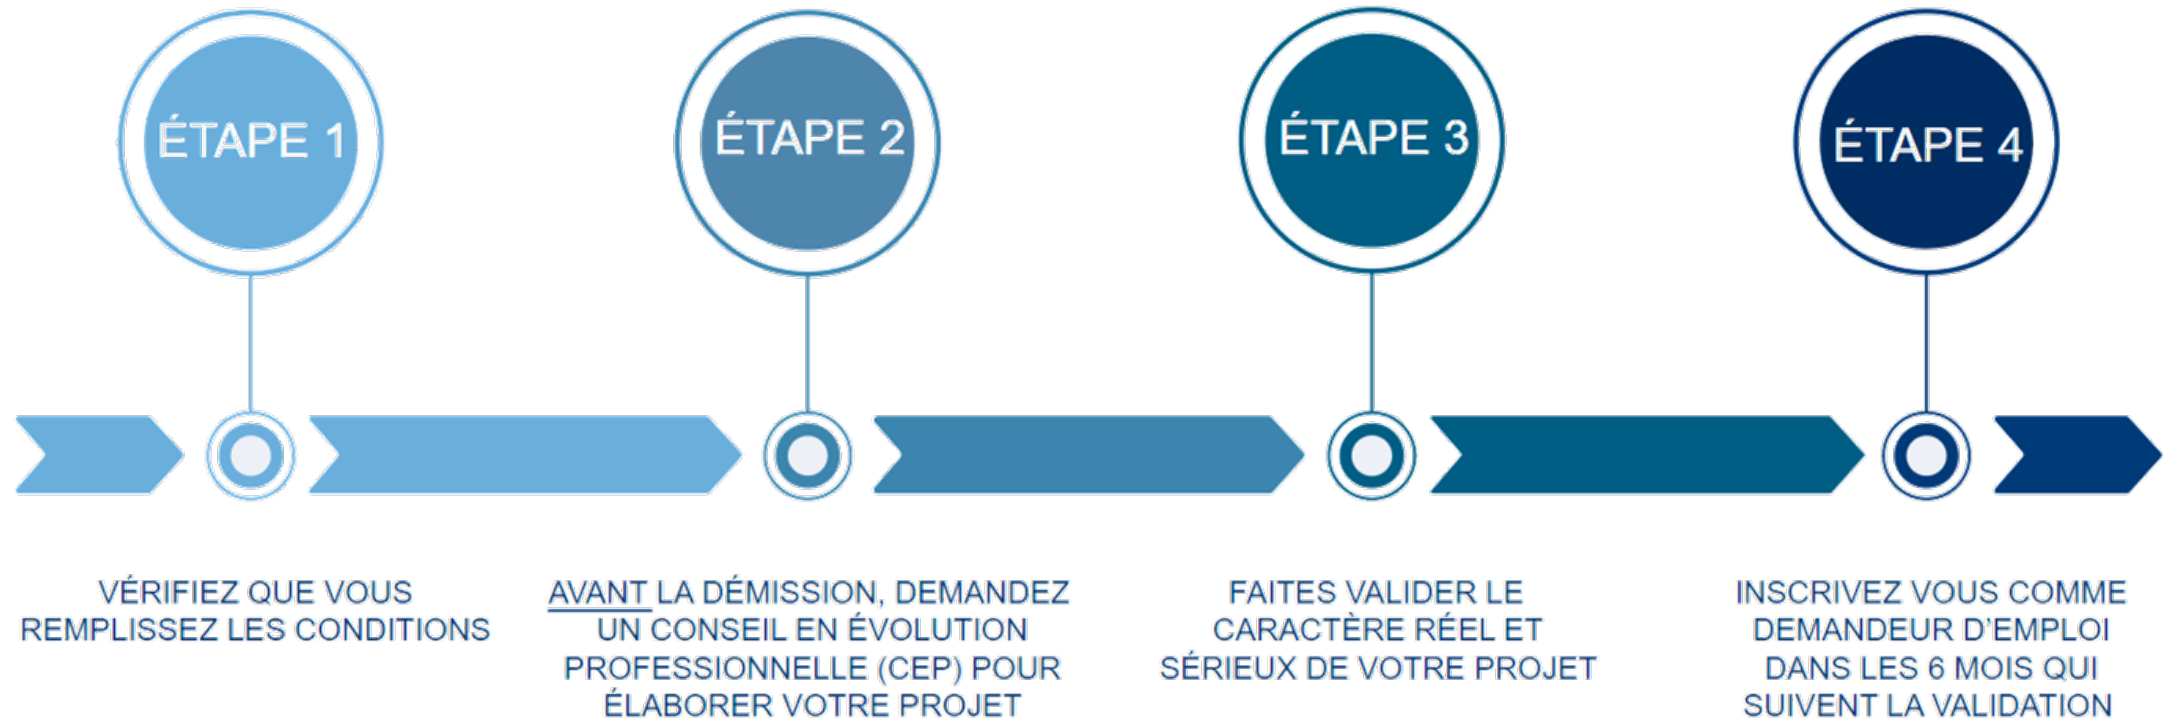 ÉTAPE 1
ÉTAPE 2
ÉTAPE 3
ÉTAPE 4
VÉRIFIEZ QUE VOUS
REMPLISSEZ LES CONDITIONS
AVANT LA DÉMISSION, DEMANDEZ
UN CONSEIL EN ÉVOLUTION
PROFESSIONNELLE (CEP) POUR
ÉLABORER VOTRE PROJET
FAITES VALIDER LE
CARACTÈRE RÉEL ET
SÉRIEUX DE VOTRE PROJET
INSCRIVEZ VOUS COMME
DEMANDEUR D'EMPLOI
DANS LES 6 MOIS QUI
SUIVENT LA VALIDATION